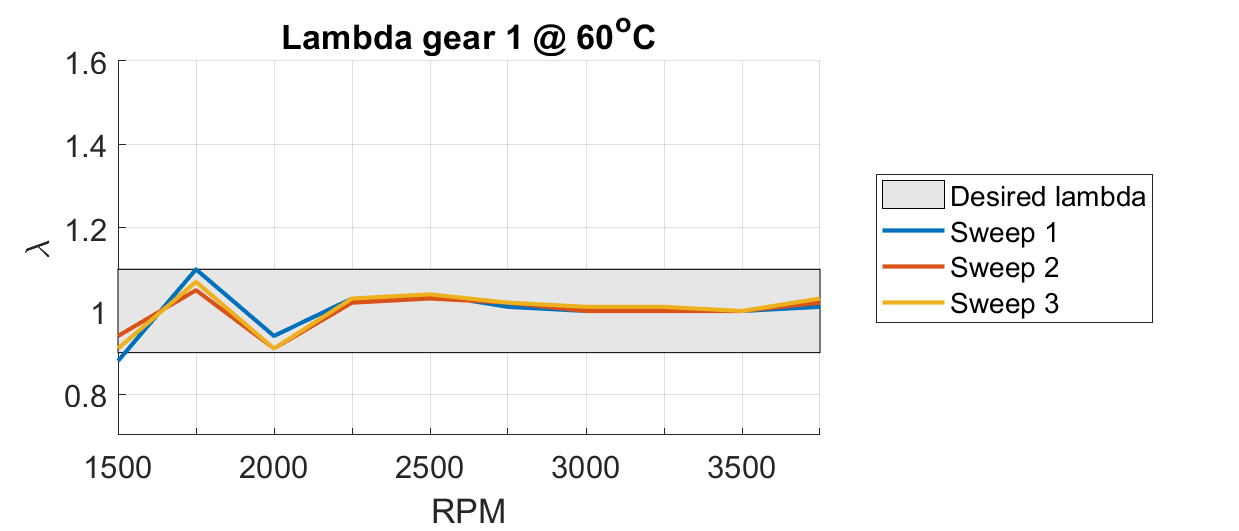 Lambda gear 1 @ 60°C
1.6
1.4
1.2
1
0.8
λ
1500 2000 2500 3000 3500
RPM
Desired lambda
Sweep 1
Sweep 2
Sweep 3